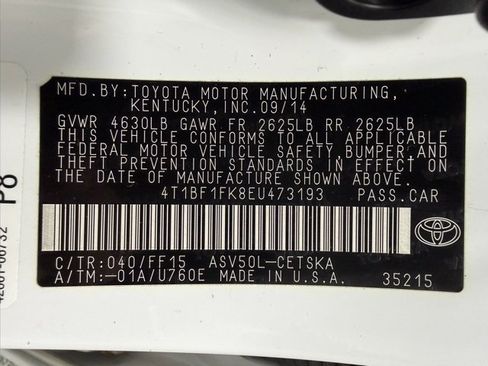 MFD.BY: TOYOTA MOTOR MANUFACTURING,
KENTUCKY, INC. 09/14
GVWR 4630LB GAWR FR 2625LB RR 2625LB
THIS VEHICLE CONFORMS TO ALL APPLICABLE
FEDERAL MOTOR VEHICLE SAFETY, BUMPER, AND
THEFT PREVENTION STANDARDS IN EFFECT ON
THE DATE OF MANUFACTURE SHOWN ABOVE.
4T1BF1FK8EU473193 PASS.CAR
C/TR: 040/FF15 ASV50L-CETSKA
A/TM: -01A/U760E MADE IN U.S.A. 35215
P8